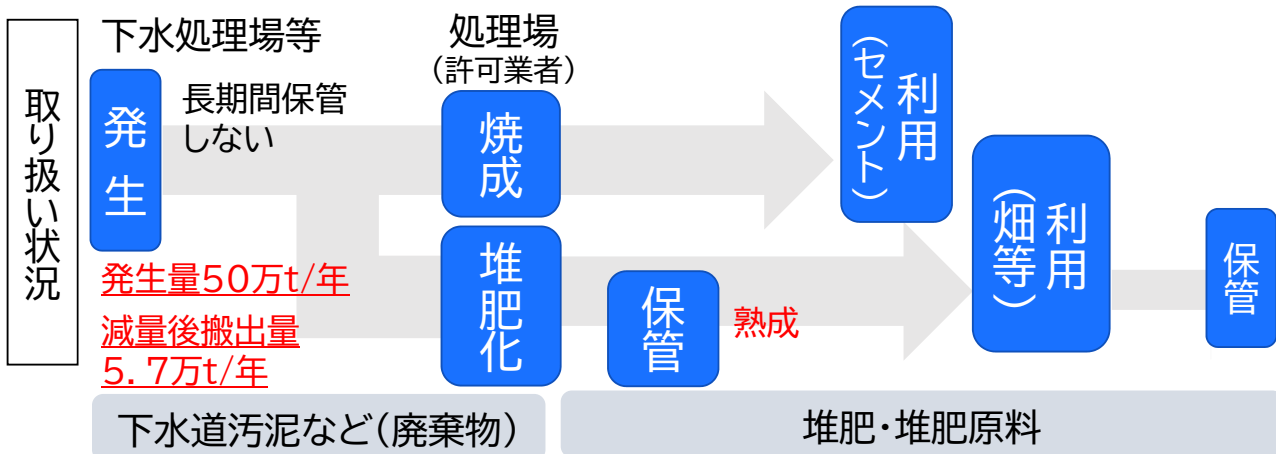 取り扱い状況
下水処理場等
発生
長期間保管
しない
発生量50万t/年
減量後搬出量
5.7万t/年
処理場
(許可業者)
焼成
堆肥化
保管
熟成
利用
(セメント)
利用
(畑等)
保管
下水道汚泥など(廃棄物)
堆肥・堆肥原料